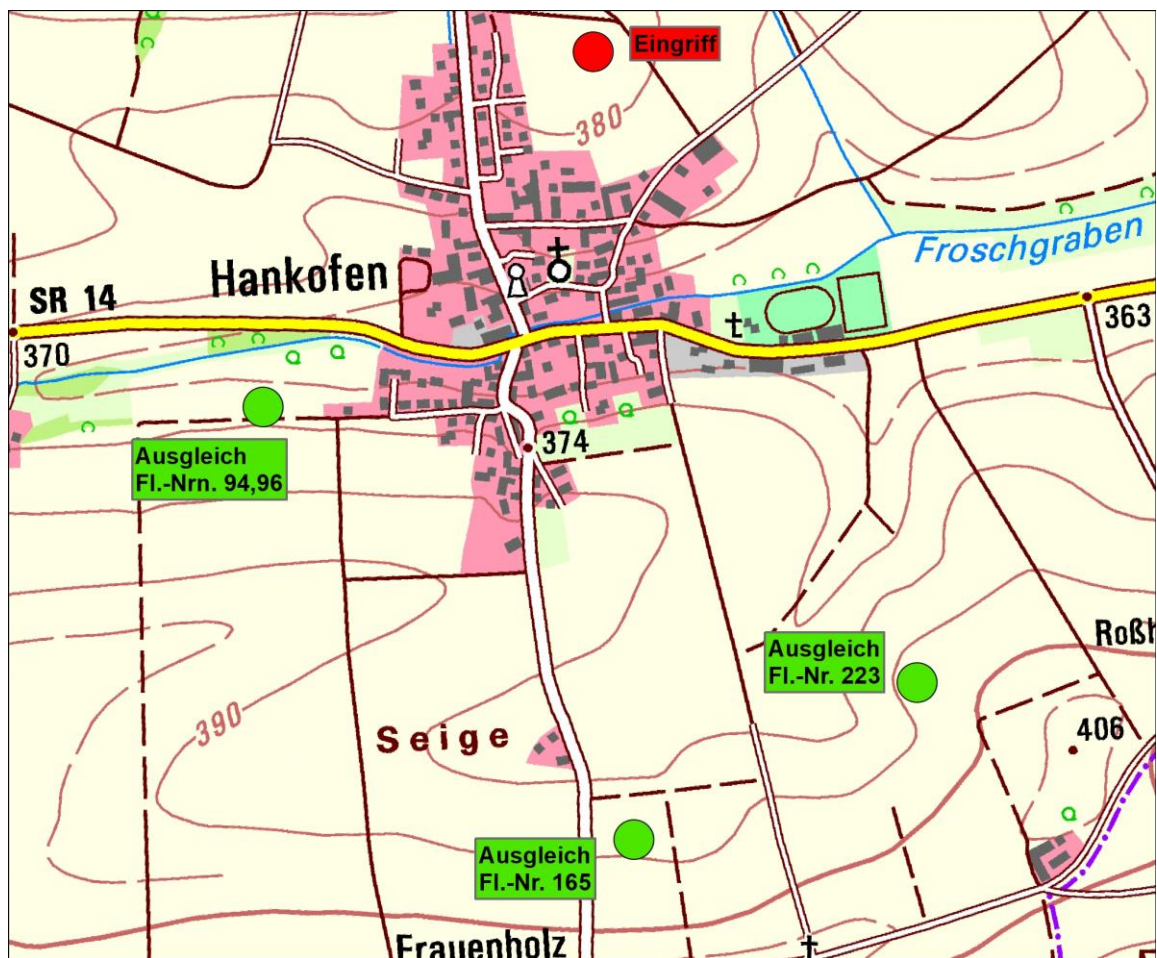 Eingriff
380
Froschgraben
Hankofen
SR 14
370
363
374
Ausgleich
Fl.-Nrn. 94,96
Roßh
Ausgleich
Fl.-Nr. 223
390
Seige
406
Ausgleich
Fl.-Nr. 165
Frauenholz